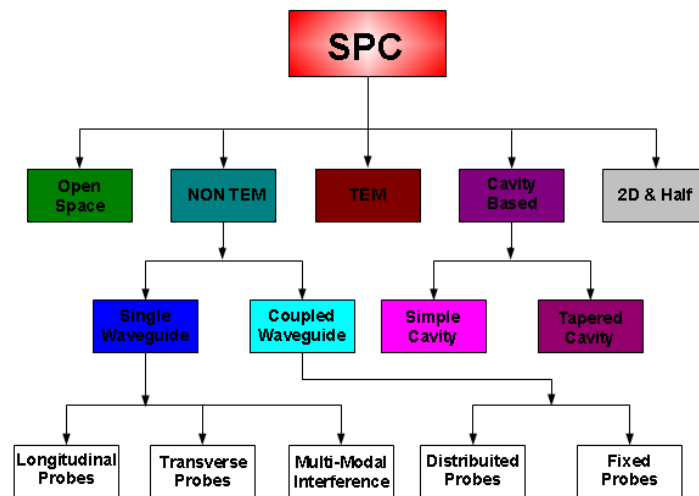 SPC
Open
Space
NON TEM
TEM
Cavity
Based
2D & Half
Single
Waveguide
Coupled
Waveguide
Simple
Cavity
Tapered
Cavity
Longitudinal
Probes
Transverse
Probes
Multi-Modal
Interference
Distribuited
Probes
Fixed
Probes